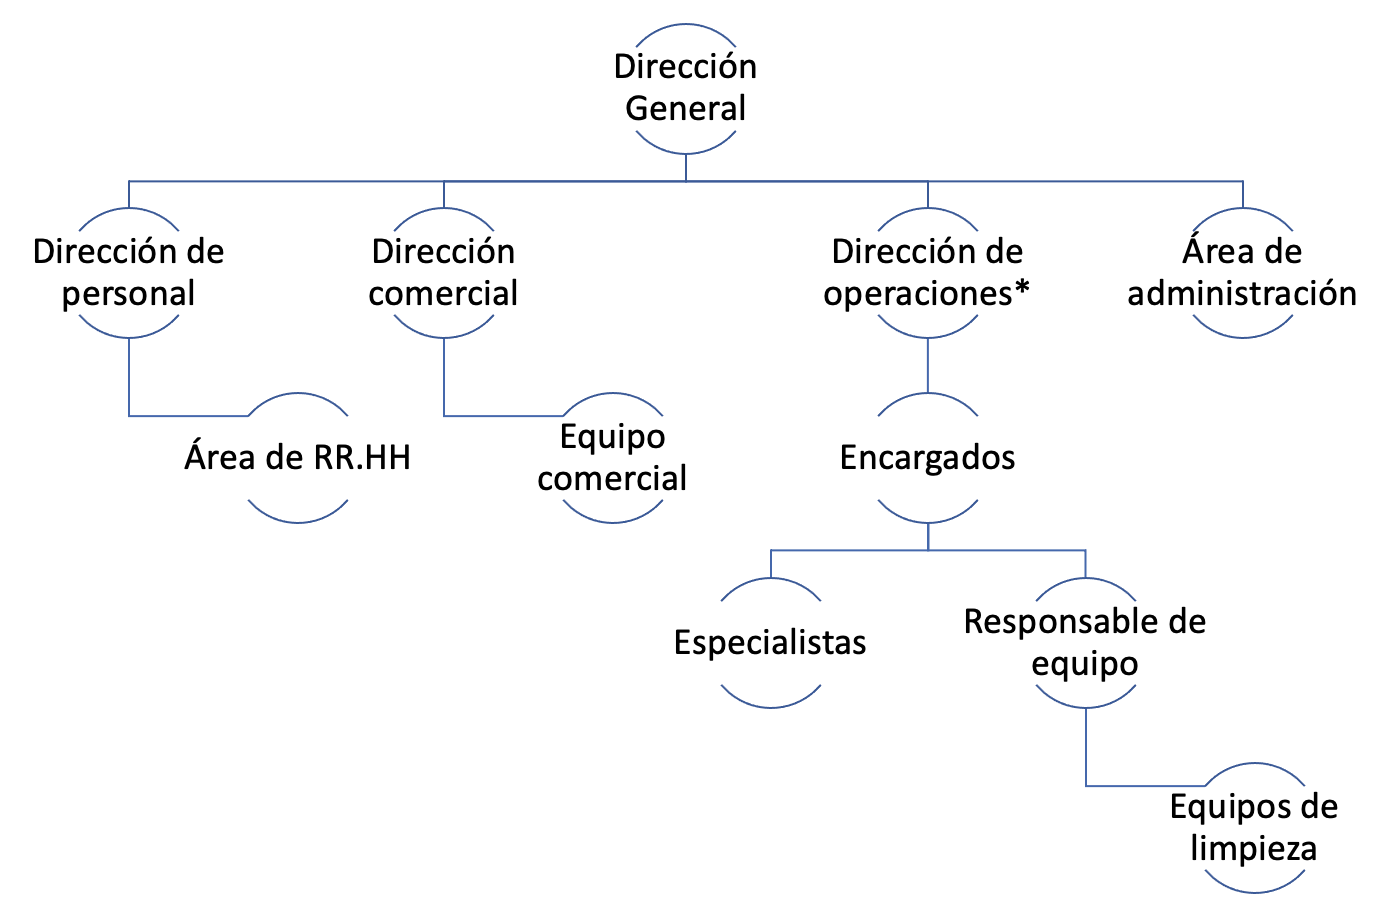 Dirección
General
Dirección de
personal
Dirección
comercial
Dirección de
operaciones*
Área de
administración
Área de RR.HH
Equipo
comercial
Encargados
Especialistas
Responsable de
equipo
Equipos de
limpieza